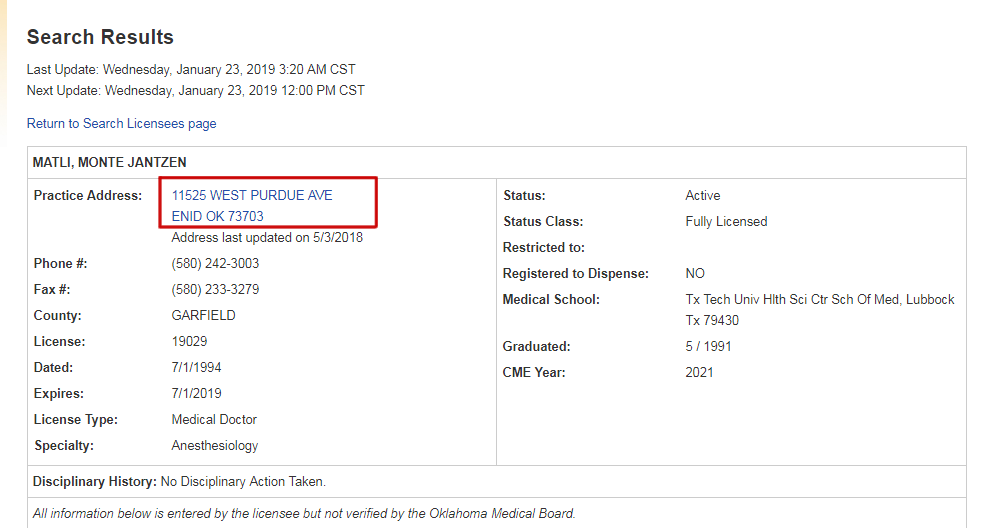 Search Results
Last Update: Wednesday, January 23, 2019 3:20 AM CST
Next Update: Wednesday, January 23, 2019 12:00 PM CST
Return to Search Licensees page
MATLI, MONTE JANTZEN
Practice Address: 11525 WEST PURDUE AVE
ENID OK 73703
Address last updated on 5/3/2018
Phone #: (580) 242-3003
Fax #: (580) 233-3279
County: GARFIELD
License: 19029
Dated: 7/1/1994
Expires: 7/1/2019
License Type: Medical Doctor
Specialty: Anesthesiology
Status: Active
Status Class: Fully Licensed
Restricted to:
Registered to Dispense: NO
Medical School: Tx Tech Univ Hlth Sci Ctr Sch Of Med, Lubbock
Tx 79430
Graduated: 5 / 1991
CME Year: 2021
Disciplinary History: No Disciplinary Action Taken.
All information below is entered by the licensee but not verified by the Oklahoma Medical Board.